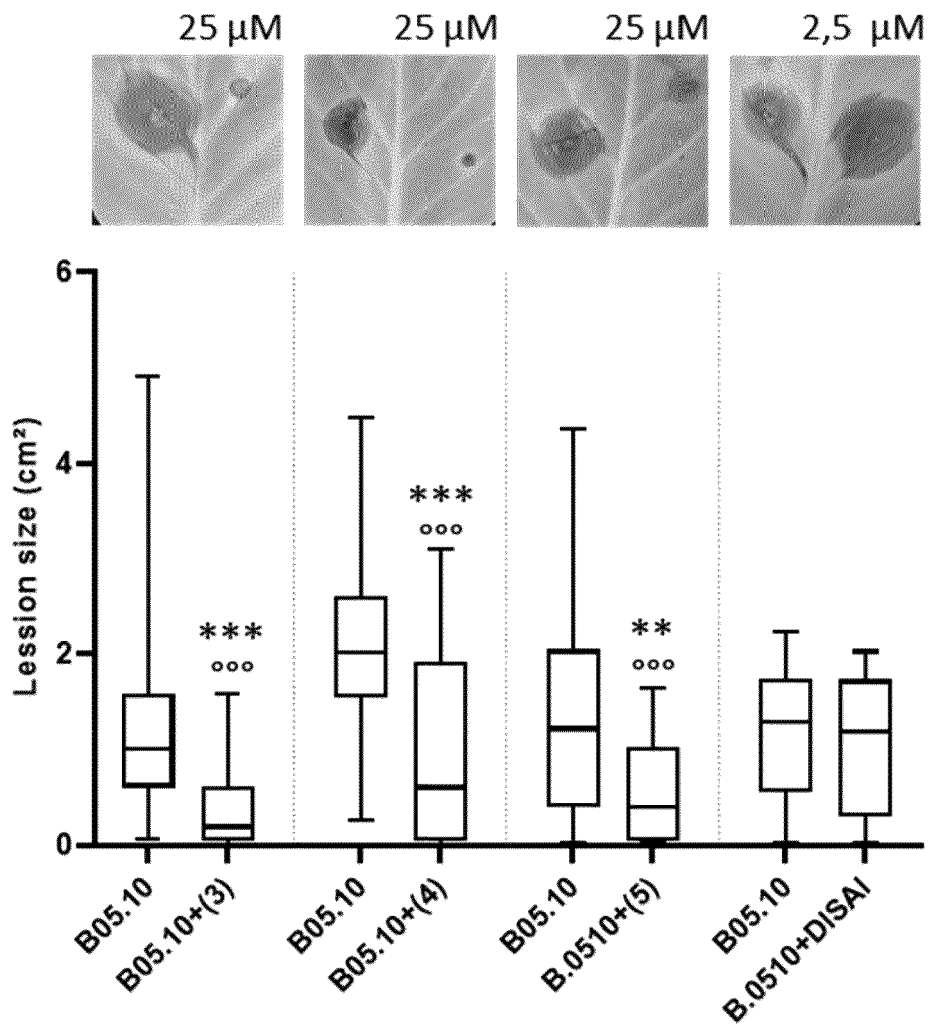 25 µM 25 µM 25 µM 2,5 µM
6
4
2
0
Lession size (cm²)
***
°°°
***
°°°
**
°°°
B05.10
B05.10+(3)
B05.10
B05.10+(4)
B05.10
B.0510+(5)
B05.10
B.0510+DISAI